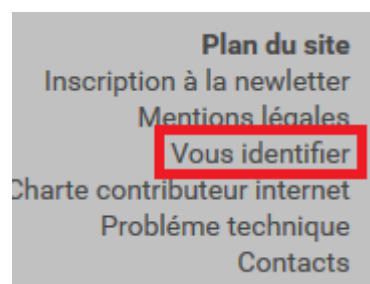 Plan du site
Inscription à la newletter
Mentions légales
Vous identifier
Charte contributeur internet
Probléme technique
Contacts